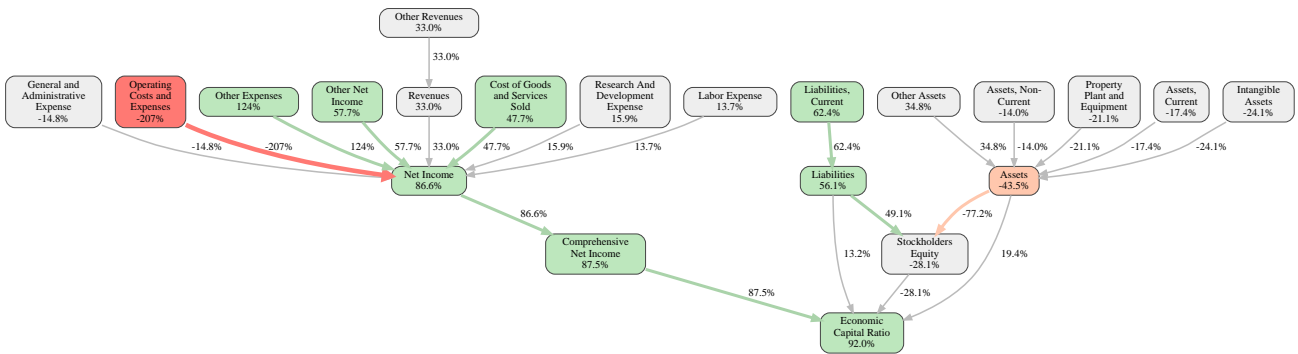 Other Revenues
33.0%
33.0%
General and
Administrative
Expense
-14.8%
Operating
Costs and
Expenses
-207%
Other Expenses
124%
Other Net
Income
57.7%
Revenues
33.0%
Cost of Goods
and Services
Sold
47.7%
Research And
Development
Expense
15.9%
Labor Expense
13.7%
Liabilities,
Current
62.4%
Other Assets
34.8%
Assets, Non-
Current
-14.0%
Property
Plant and
Equipment
-21.1%
Assets,
Current
-17.4%
Intangible
Assets
-24.1%
-14.8%
-207%
124%
57.7%
33.0%
47.7%
15.9%
13.7%
62.4%
34.8%
-14.0%
-21.1%
-17.4%
-24.1%
Net Income
86.6%
Liabilities
56.1%
Assets
-43.5%
86.6%
49.1%
-77.2%
Comprehensive
Net Income
87.5%
13.2%
Stockholders
Equity
-28.1%
19.4%
87.5%
-28.1%
Economic
Capital Ratio
92.0%